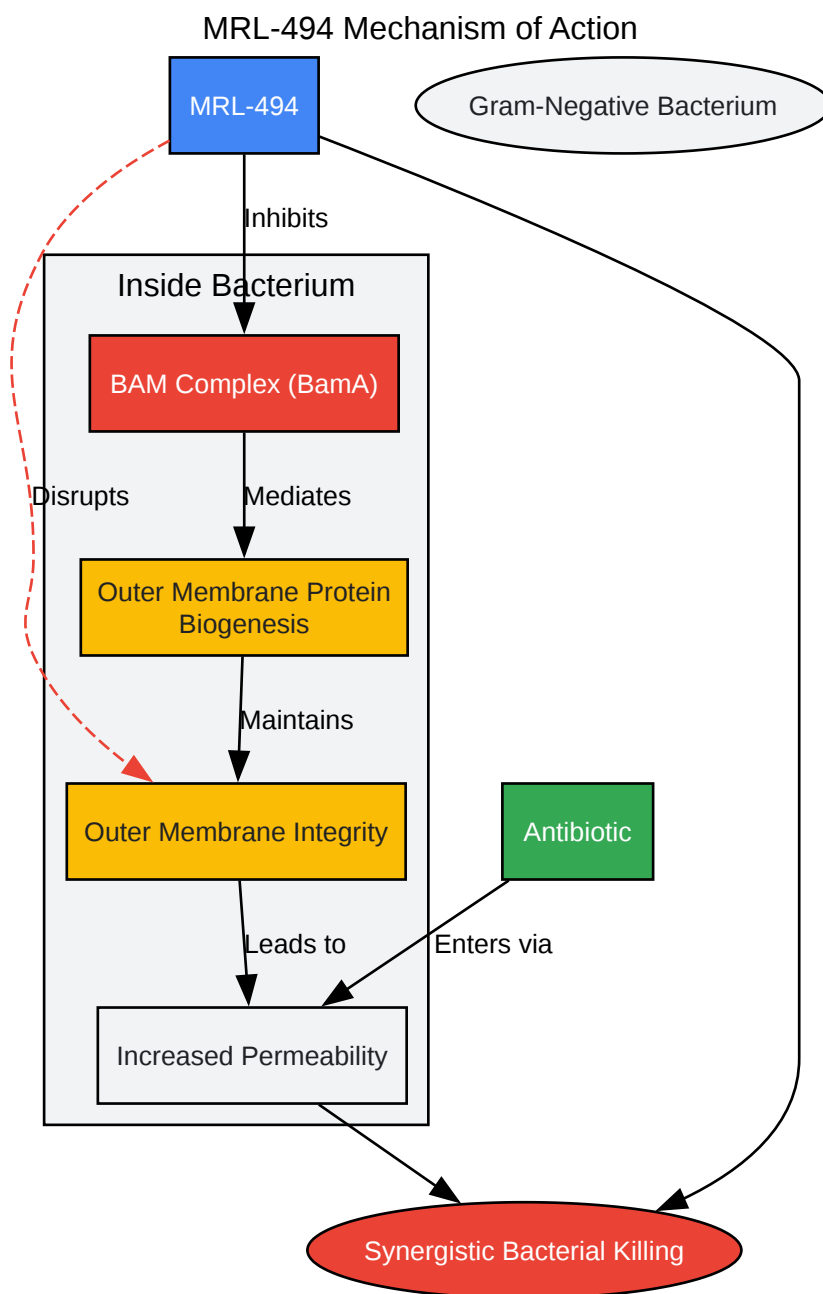 MRL-494 Mechanism of Action
MRL-494
Gram-Negative Bacterium
Inhibits
Inside Bacterium
BAM Complex (BamA)
Disrupts
Mediates
Outer Membrane Protein
Biogenesis
Maintains
Outer Membrane Integrity
Antibiotic
Leads to
Enters via
Increased Permeability
Synergistic Bacterial Killing